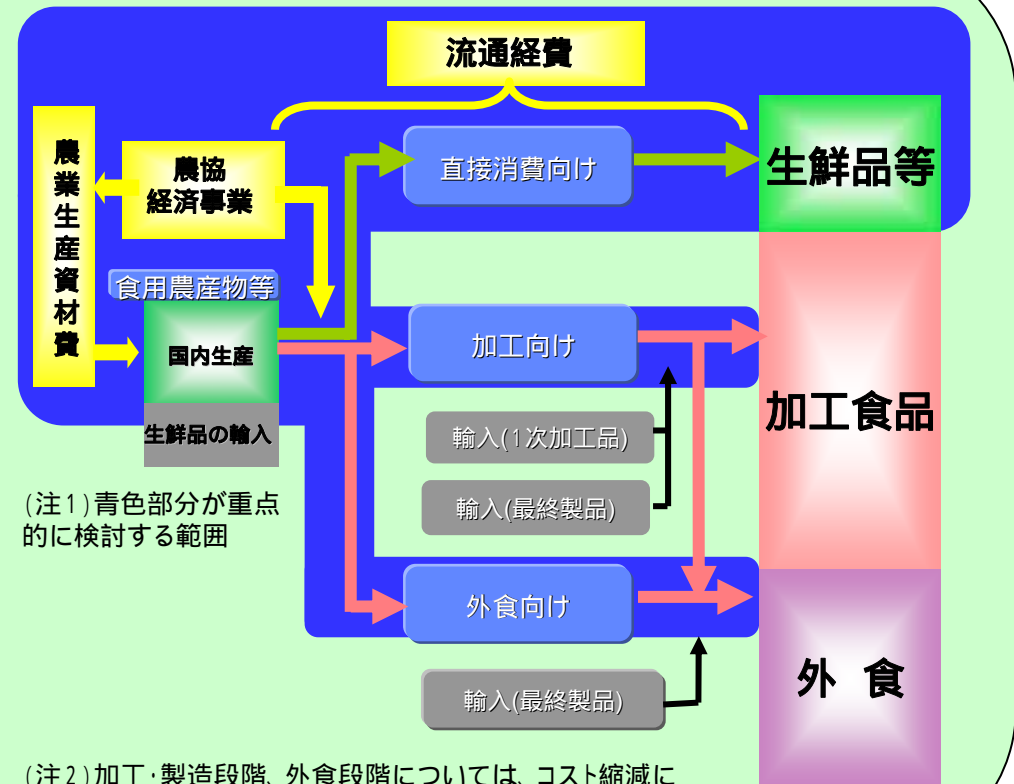 流通経費
農業生産資材費
農協
経済事業
直接消費向け
生鮮品等
食用農産物等
国内生産
生鮮品の輸入
加工向け
加工食品
輸入(1次加工品)
輸入(最終製品)
(注1)青色部分が重点
的に検討する範囲
外食向け
外 食
輸入(最終製品)
(注2)加工・製造段階、外食段階については、コスト縮減に